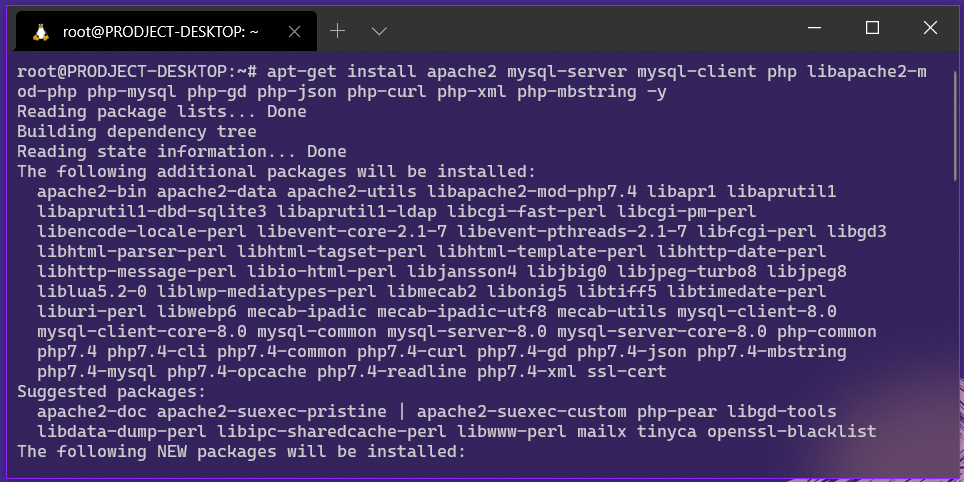 root@PRODJECT-DESKTOP: ~
root@PRODJECT-DESKTOP:~# apt-get install apache2 mysql-server mysql-client php libapache2-m
od-php php-mysql php-gd php-json php-curl php-xml php-mbstring -y
Reading package lists... Done
Building dependency tree
Reading state information... Done
The following additional packages will be installed:
  apache2-bin apache2-data apache2-utils libapache2-mod-php7.4 libapr1 libaprutil1
  libaprutil1-dbd-sqlite3 libaprutil1-ldap libcgi-fast-perl libcgi-pm-perl
  libencode-locale-perl libevent-core-2.1-7 libevent-pthreads-2.1-7 libfcgi-perl libgd3
  libhtml-parser-perl libhtml-tagset-perl libhtml-template-perl libhttp-date-perl
  libhttp-message-perl libio-html-perl libjansson4 libjbig0 libjpeg-turbo8 libjpeg8
  liblua5.2-0 liblwp-mediatypes-perl libmecab2 libonig5 libtiff5 libtimedate-perl
  liburi-perl libwebp6 mecab-ipadic mecab-ipadic-utf8 mecab-utils mysql-client-8.0
  mysql-client-core-8.0 mysql-common mysql-server-8.0 mysql-server-core-8.0 php-common
  php7.4 php7.4-cli php7.4-common php7.4-curl php7.4-gd php7.4-json php7.4-mbstring
  php7.4-mysql php7.4-opcache php7.4-readline php7.4-xml ssl-cert
Suggested packages:
  apache2-doc apache2-suexec-pristine | apache2-suexec-custom php-pear libgd-tools
  libdata-dump-perl libipc-sharedcache-perl libwww-perl mailx tinyca openssl-blacklist
The following NEW packages will be installed: